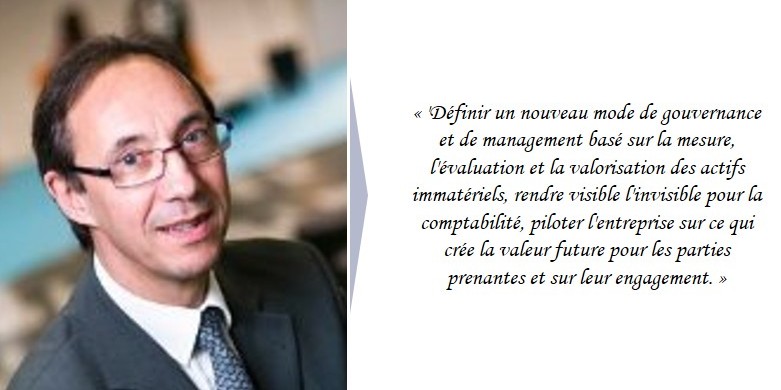 « Définir un nouveau mode de gouvernance
et de management basé sur la mesure,
l'évaluation et la valorisation des actifs
immatériels, rendre visible l'invisible pour la
comptabilité, piloter l'entreprise sur ce qui
crée la valeur future pour les parties
prenantes et sur leur engagement. »